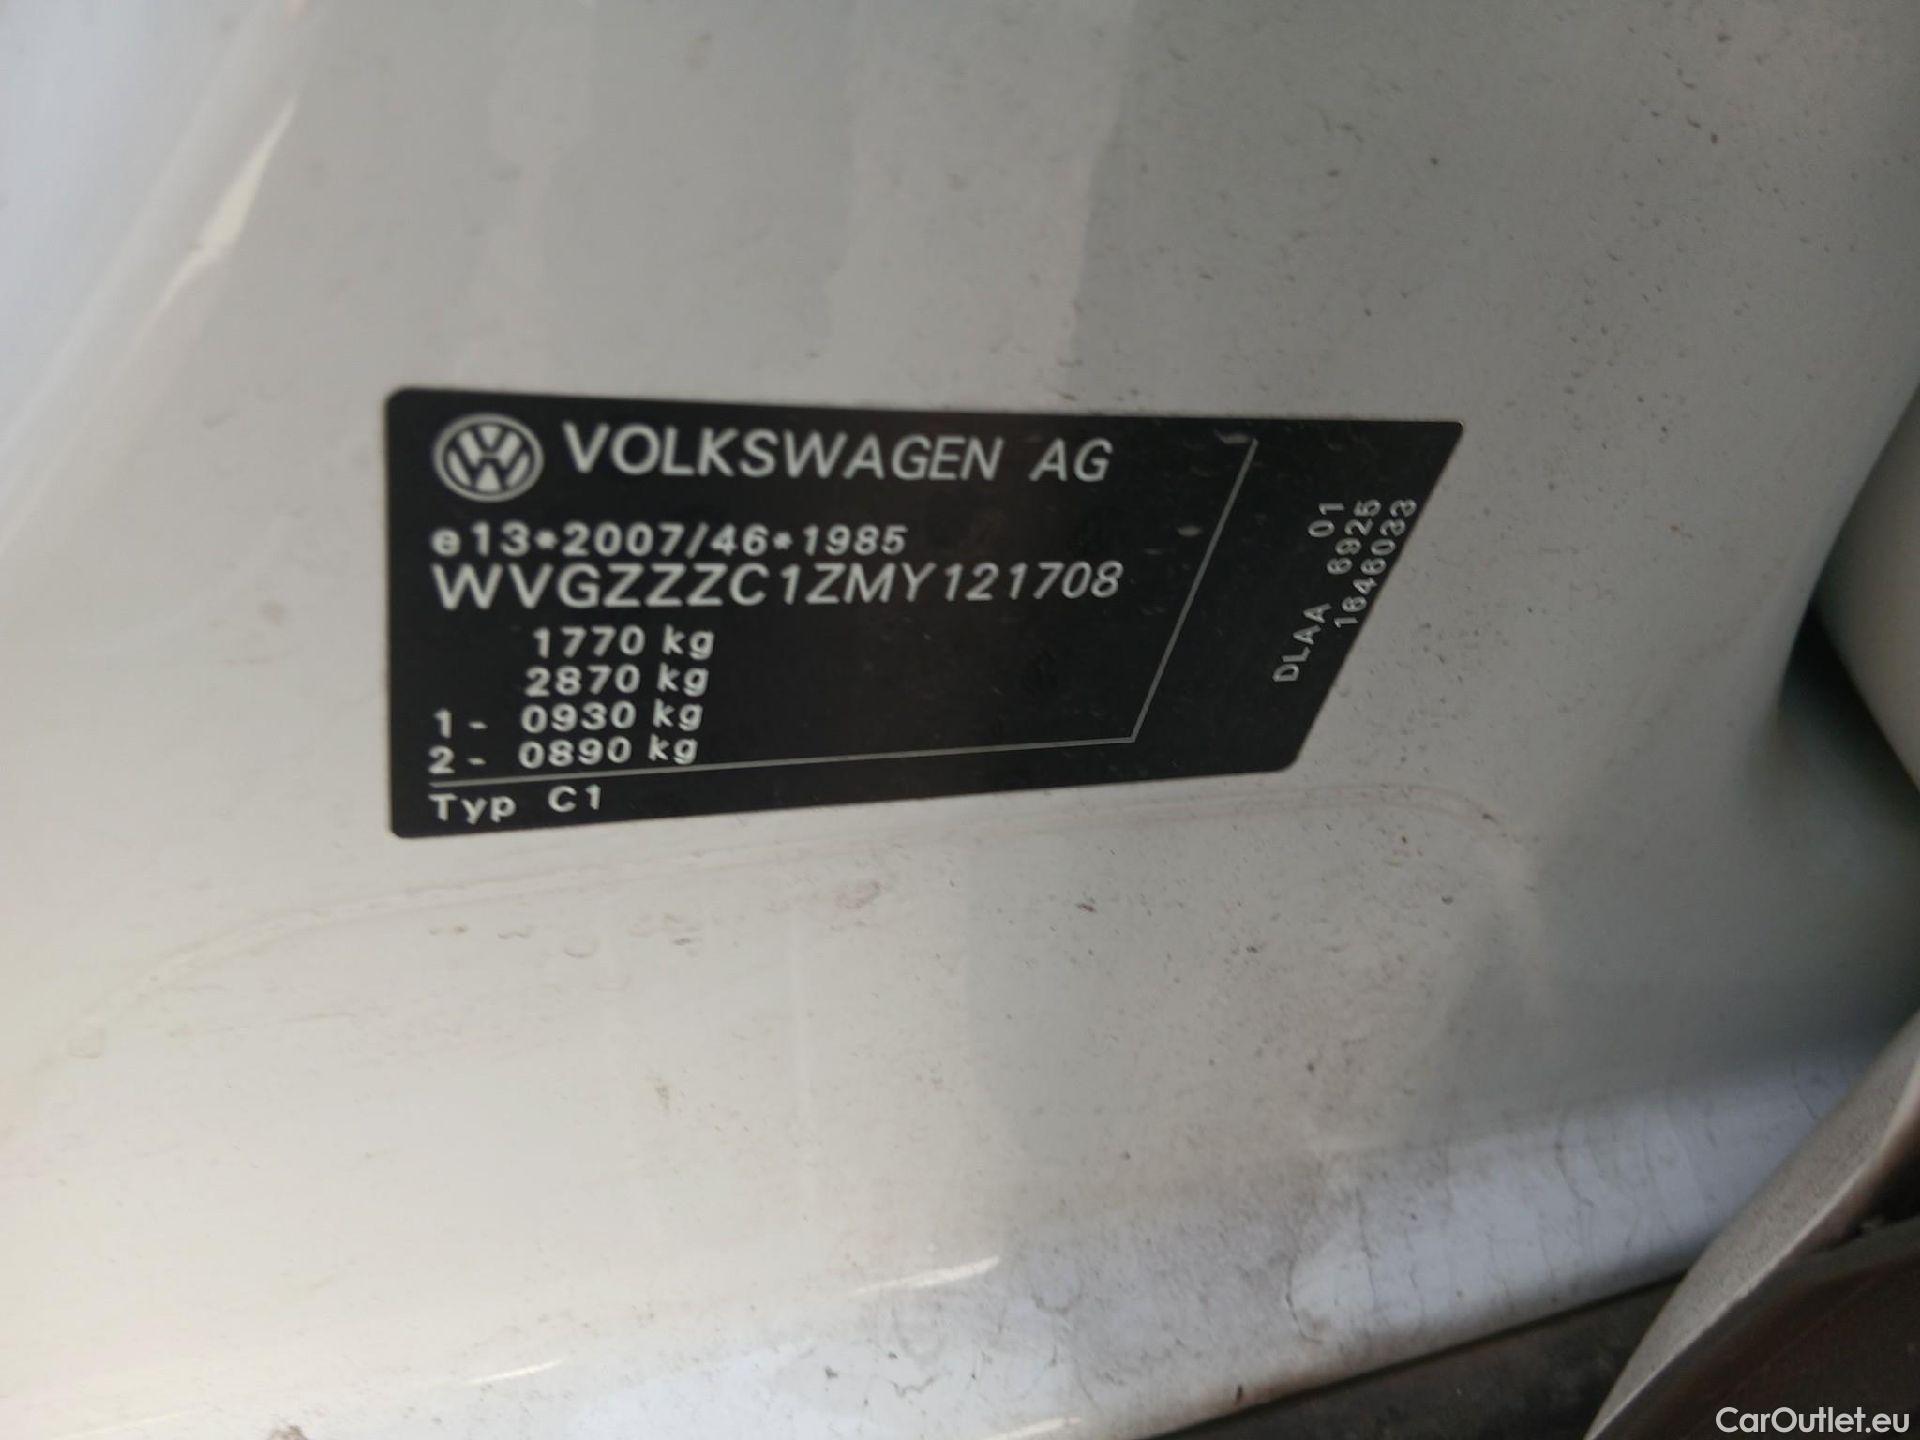 VOLKSWAGEN AG
e13*2007/46*1985
WVGZZZC1ZMY121708
1770 kg
2870 kg
1- 0930 kg
2- 0890 kg
Typ C1
DLAA 6925 01
1646033
CarOutlet.eu